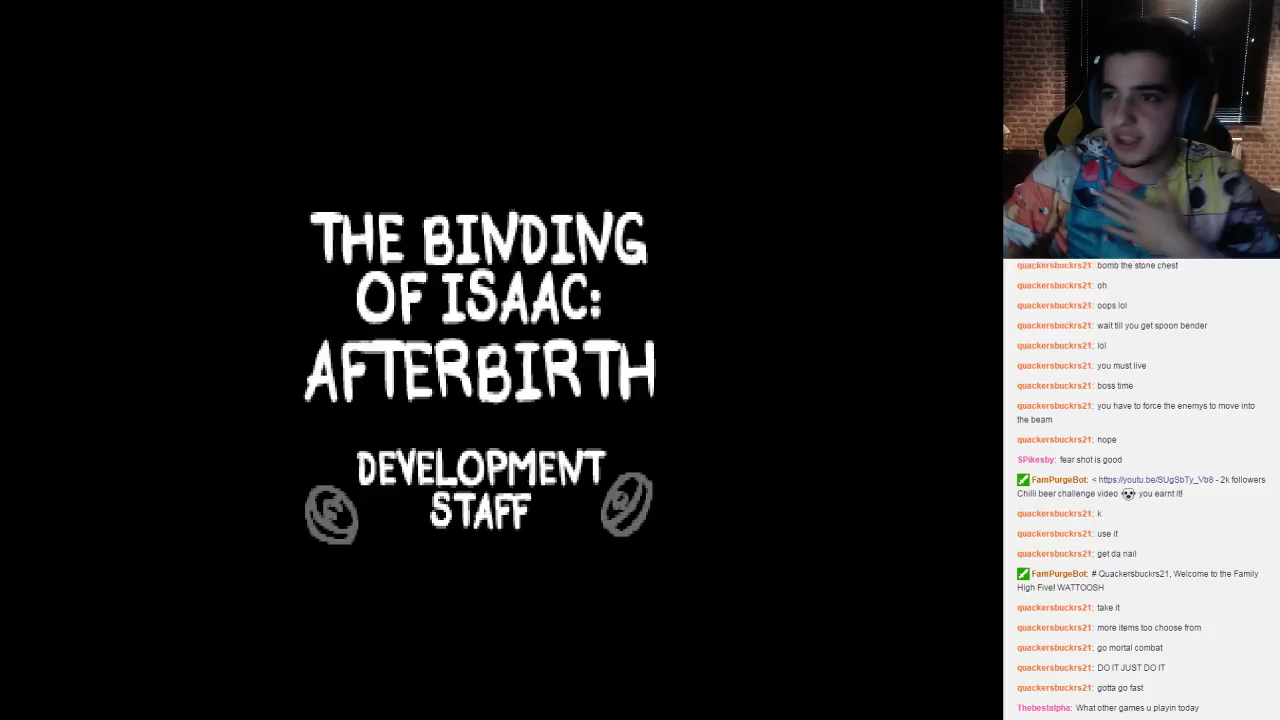 THE BINDING
OF ISAAC:
AFTERBIRTH
DEVELOPMENT
STAFF
quackersbuckrs21: bomb the stone chest
quackersbuckrs21: oh
quackersbuckrs21: oops lol
quackersbuckrs21: wait till you get spoon bender
quackersbuckrs21: lol
quackersbuckrs21: you must live
quackersbuckrs21: boss time
quackersbuckrs21: you have to force the enemys to move into
the beam
quackersbuckrs21: nope
SPikesby: fear shot is good
FamPurgeBot: < https://youtu.be/SUgSbTy_Vb8 - 2k followers
Chilli beer challenge video you earnt it!
quackersbuckrs21: k
quackersbuckrs21: use it
quackersbuckrs21: get da nail
FamPurgeBot: # Quackersbuckrs21, Welcome to the Family
High Five! WATTOOSH
quackersbuckrs21: take it
quackersbuckrs21: more items too choose from
quackersbuckrs21: go mortal combat
quackersbuckrs21: DO IT JUST DO IT
quackersbuckrs21: gotta go fast
Thebestalpha: What other games u playin today